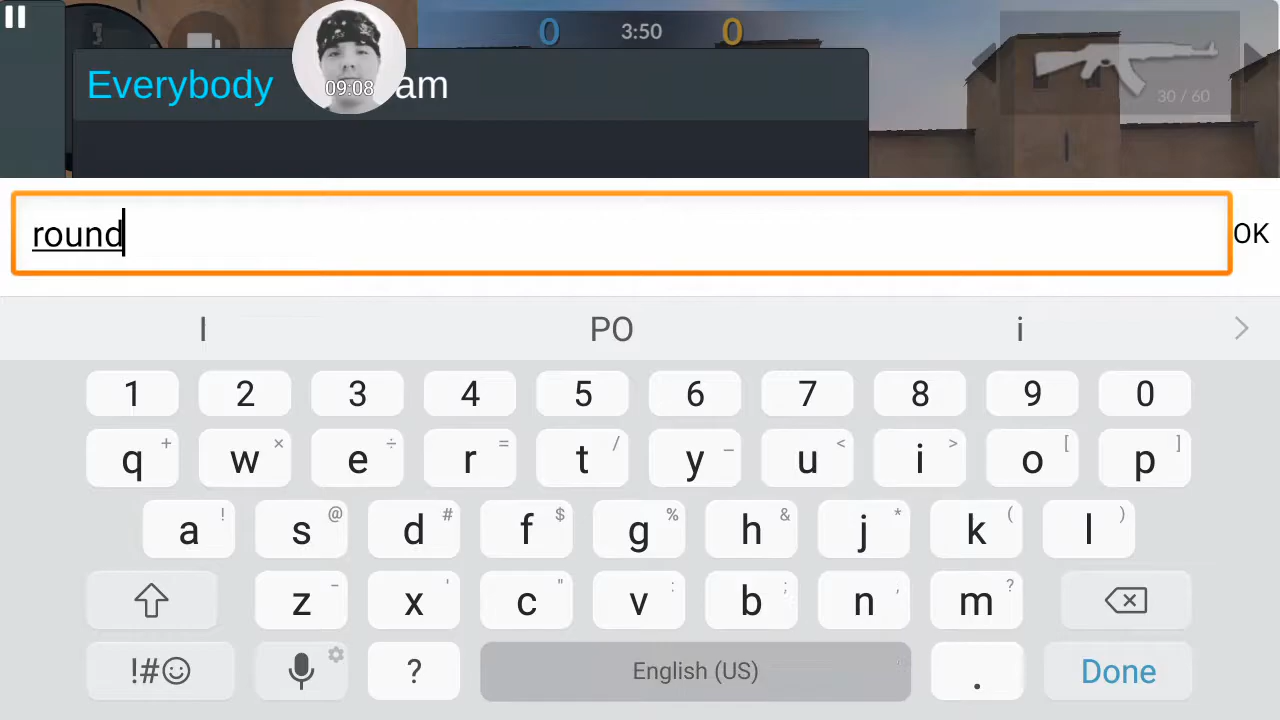 0 3:50 0
Everybody am
09:08
30 / 60
round
OK
I PO i
1 2 3 4 5 6 7 8 9 0
q + w × e ÷ r = t / y _ u < i > o [ p ]
a ! s @ d # f $ g % h & j * k ( l )
z - x ' c " v : b ; n , m ?
!#☺ ? English (US) . Done